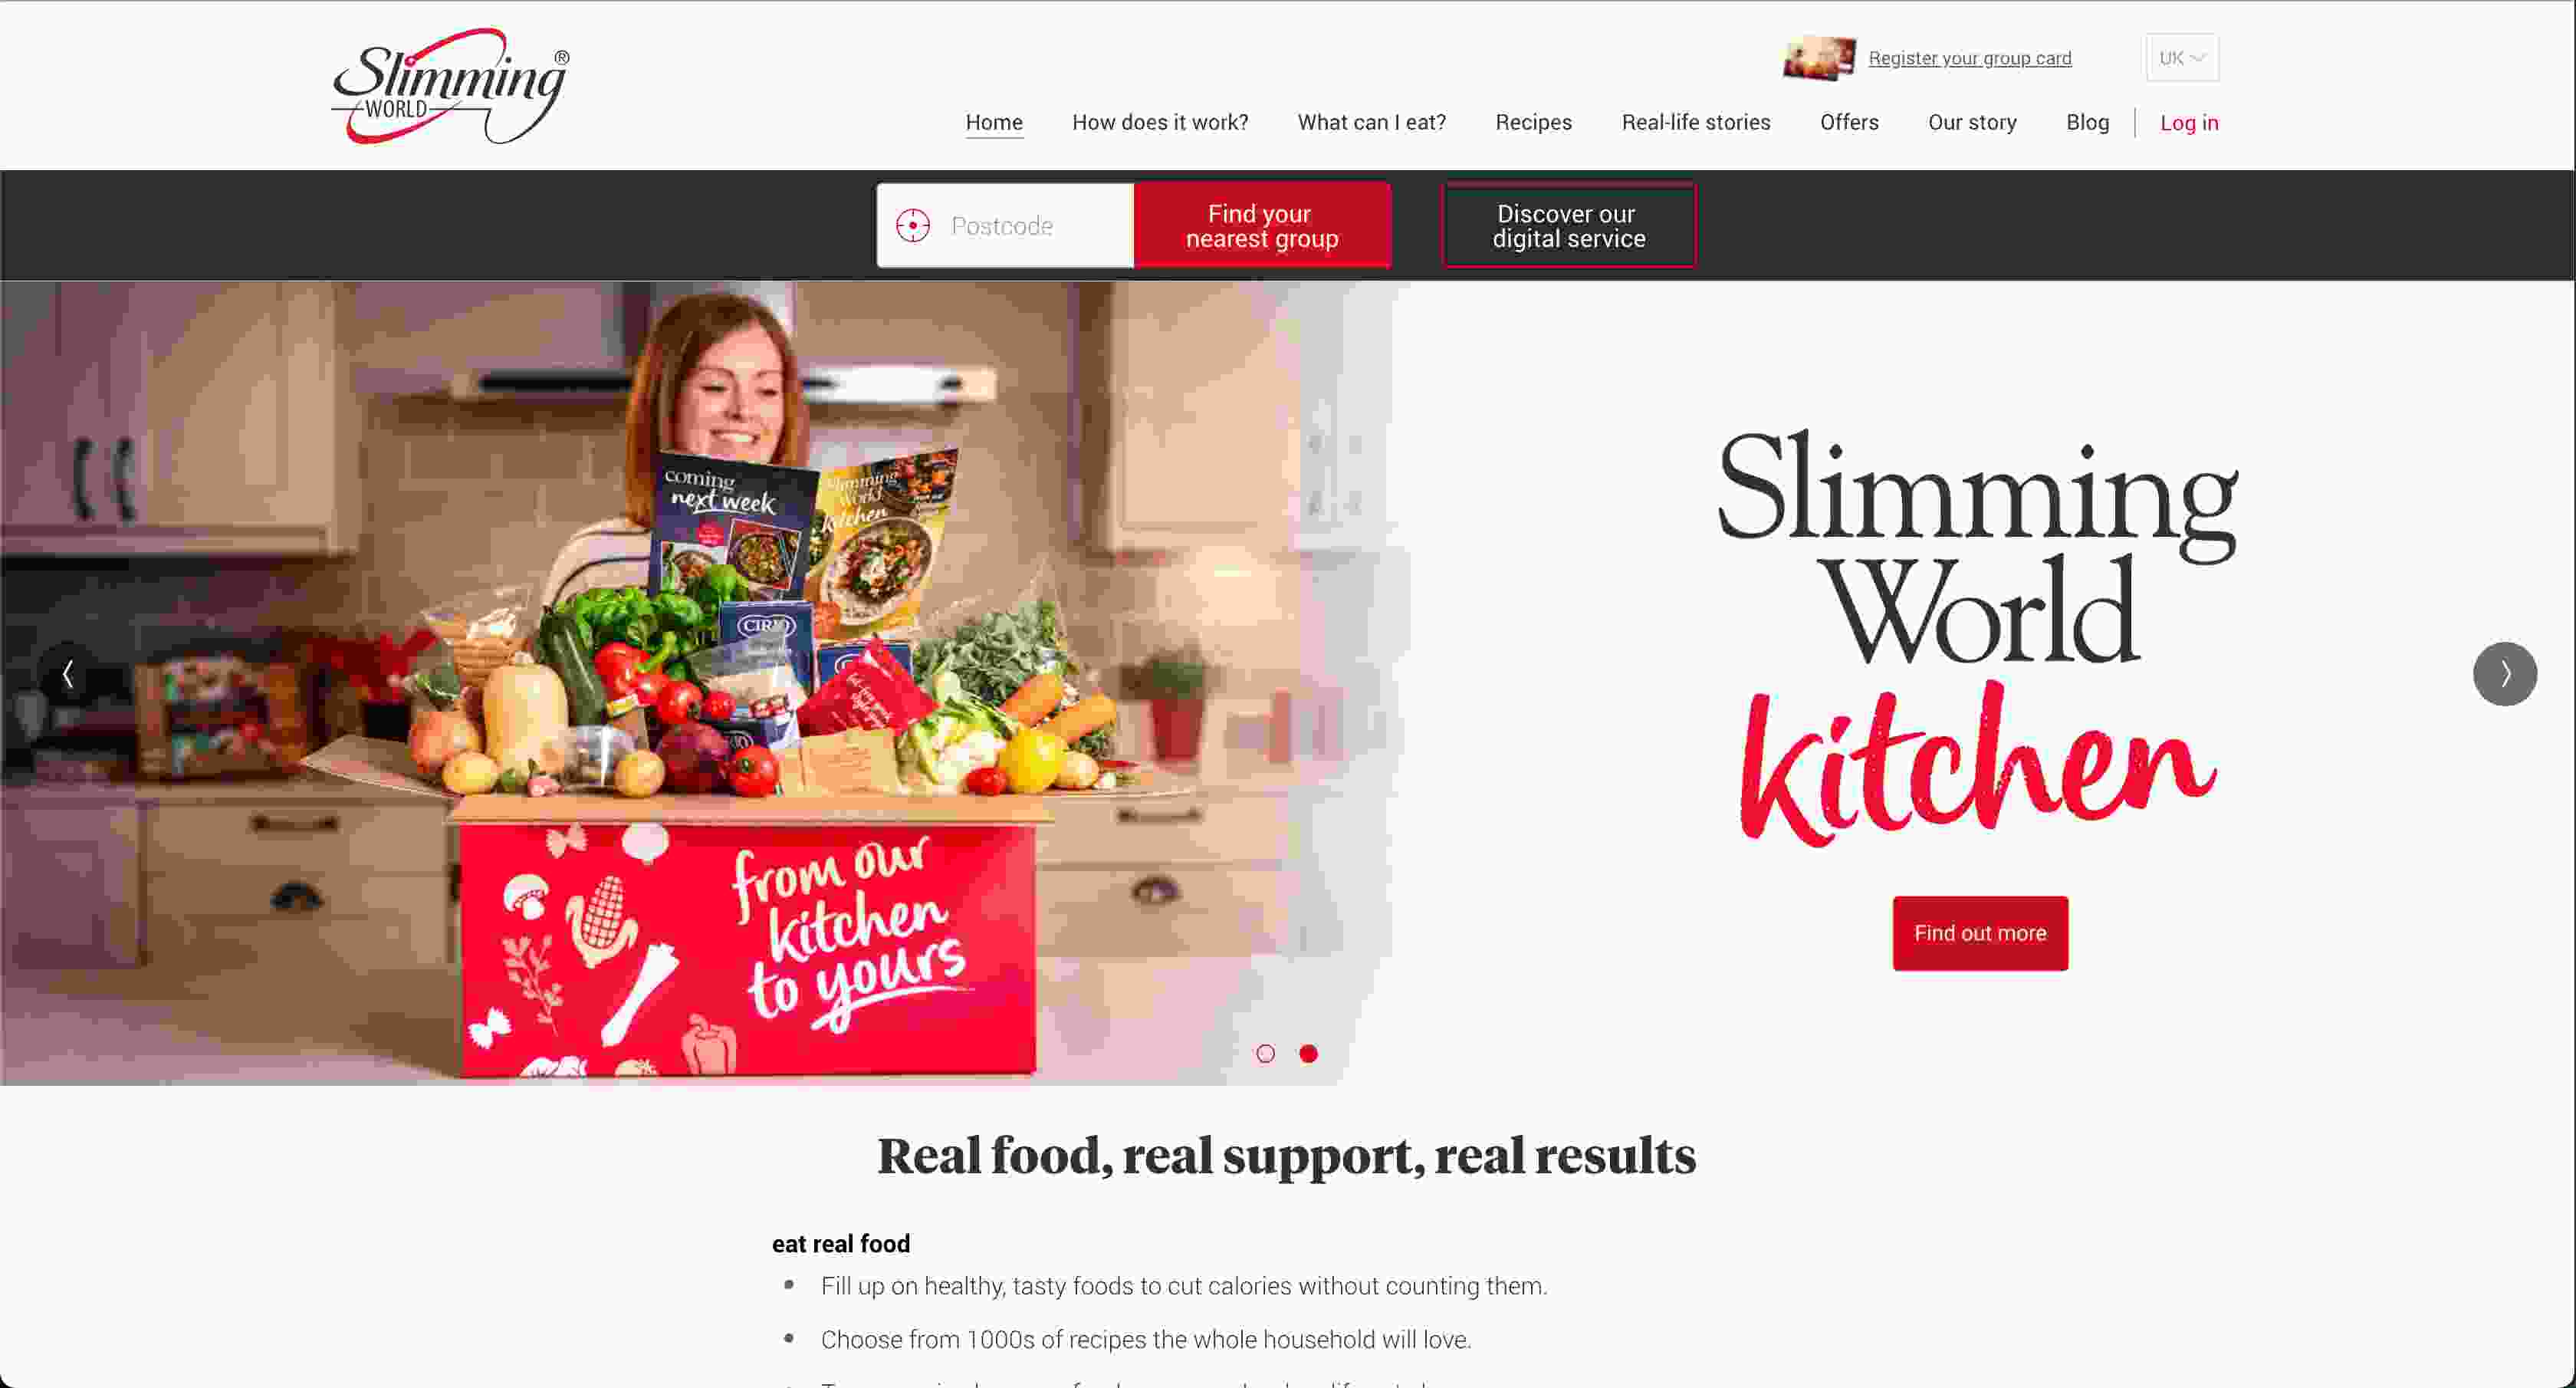 Slimming®
WORLD
Register your group card
UK
Home
How does it work?
What can I eat?
Recipes
Real-life stories
Offers
Our story
Blog
Log in
Postcode
Find your
nearest group
Discover our
digital service
coming
next week
Slimming
World
kitchen
CIRIO
from our
kitchen
to yours
Slimming
World
kitchen
Find out more
Real food, real support, real results
eat real food
• Fill up on healthy, tasty foods to cut calories without counting them.
• Choose from 1000s of recipes the whole household will love.